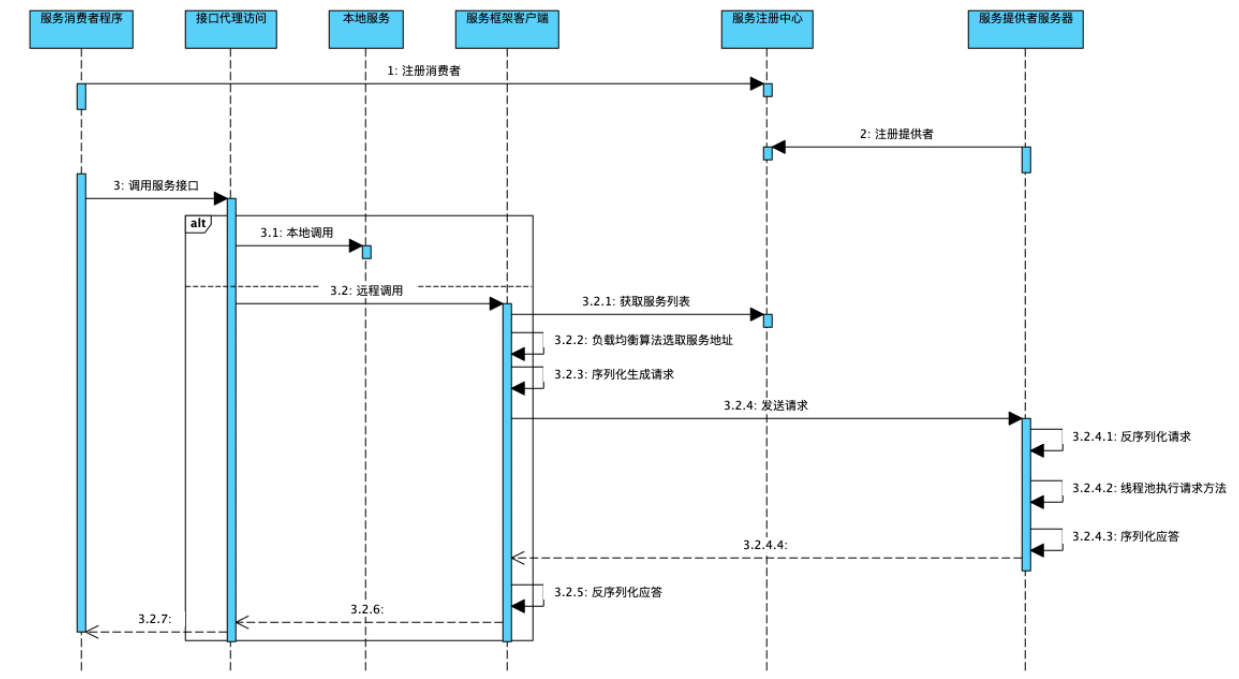 服务消费者程序
接口代理访问
本地服务
服务框架客户端
服务注册中心
服务提供者服务器
1: 注册消费者
2: 注册提供者
3: 调用服务接口
alt
3.1: 本地调用
3.2: 远程调用
3.2.1: 获取服务列表
3.2.2: 负载均衡算法选取服务地址
3.2.3: 序列化生成请求
3.2.4: 发送请求
3.2.4.1: 反序列化请求
3.2.4.2: 线程池执行请求方法
3.2.4.3: 序列化应答
3.2.4.4:
3.2.5: 反序列化应答
3.2.6:
3.2.7: